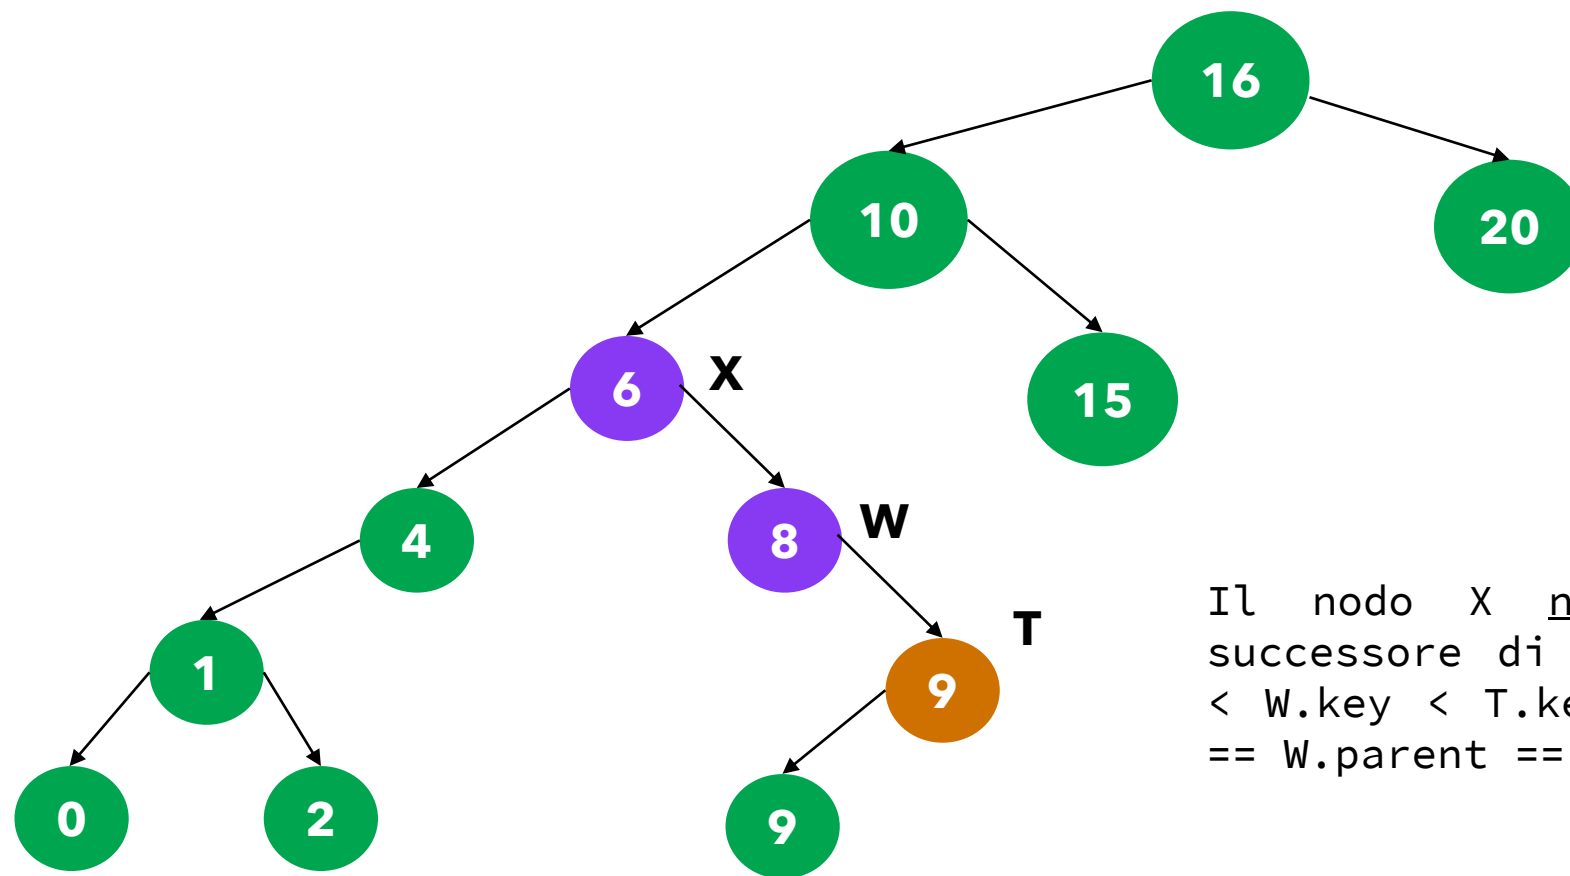 16
10
20
6 X
15
4
8 W
T
1
9
0
2
9
Il nodo X
successore di
< W.key <
== W.parent ==